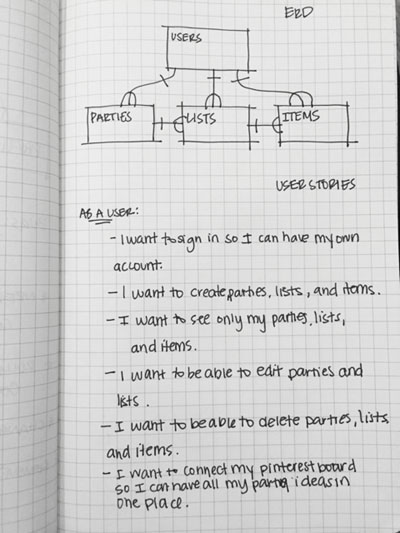 ERD
USERS
PARTIES
LISTS
ITEMS
USER STORIES
AS A USER:
- I want to sign in so I can have my own
account.
- I want to create parties, lists, and items.
- I want to see only my parties, lists,
and items.
- I want to be able to edit parties and
lists.
- I want to be able to delete parties, lists
and items.
- I want to connect my pinterest board
so I can have all my party ideas in
one place.